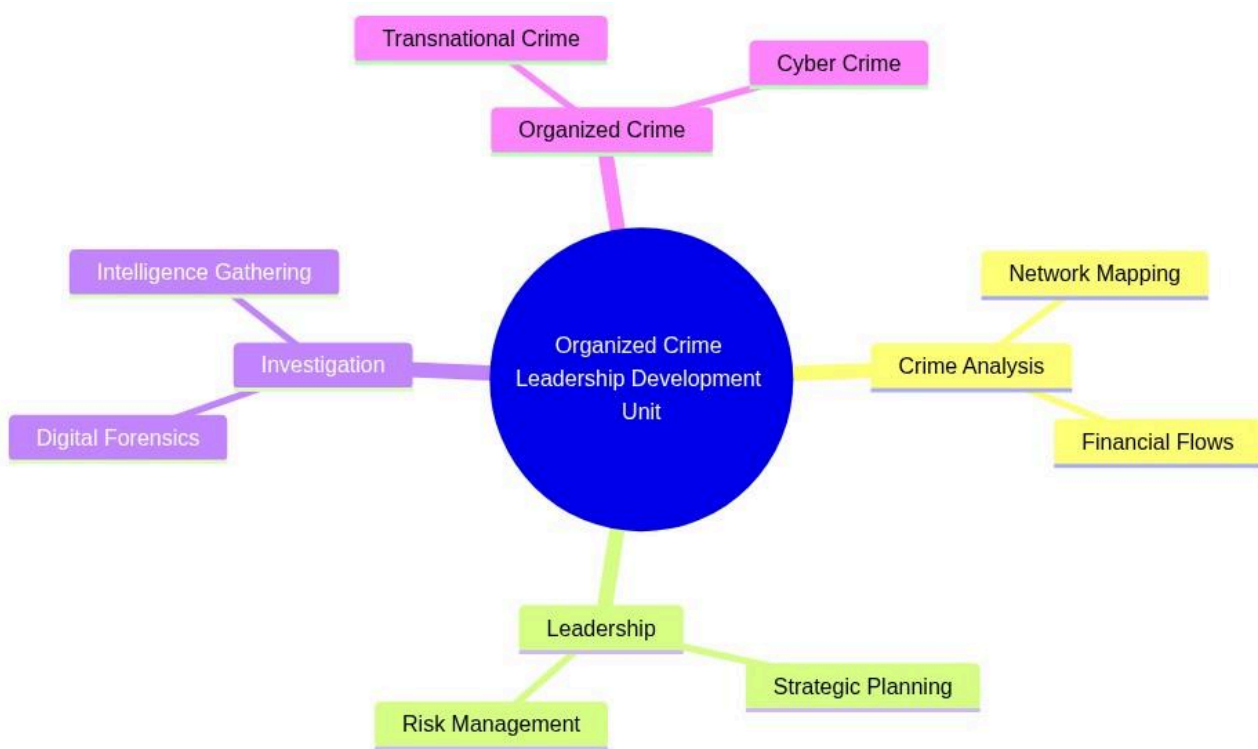 Transnational Crime
Cyber Crime
Organized Crime
Intelligence Gathering
Network Mapping
Investigation
Organized Crime
Leadership Development
Unit
Crime Analysis
Digital Forensics
Financial Flows
Leadership
Strategic Planning
Risk Management